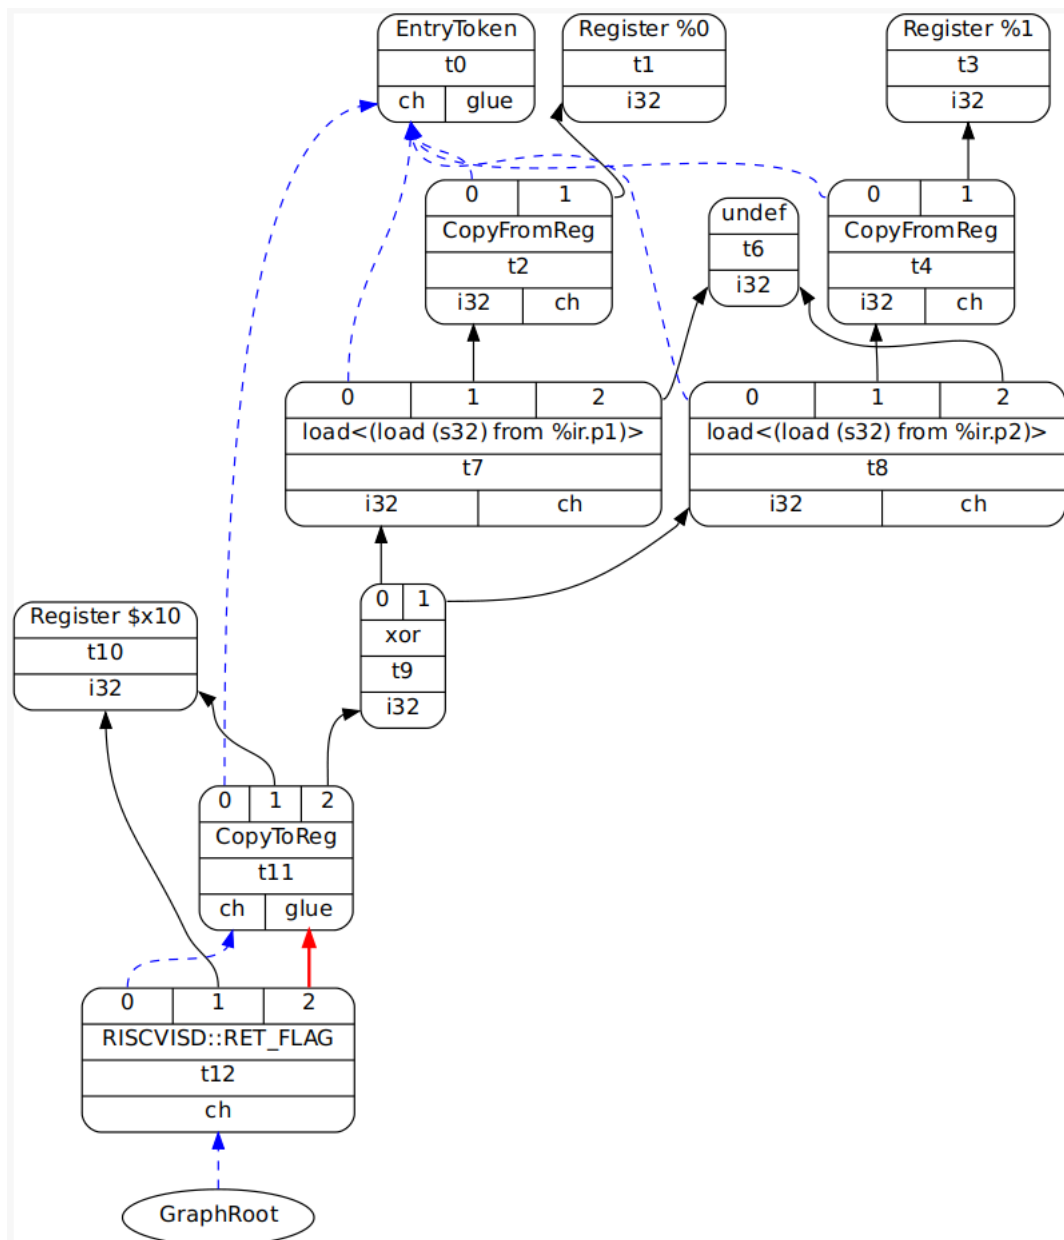 EntryToken
t0
ch glue
Register %0
t1
i32
Register %1
t3
i32
0 1
CopyFromReg
t2
i32 ch
undef
t6
i32
0 1
CopyFromReg
t4
i32 ch
0 1 2
load<(load (s32) from %ir.p1)>
t7
i32 ch
0 1 2
load<(load (s32) from %ir.p2)>
t8
i32 ch
0 1
xor
t9
i32
Register $x10
t10
i32
0 1 2
CopyToReg
t11
ch glue
0 1 2
RISCVISD::RET_FLAG
t12
ch
GraphRoot